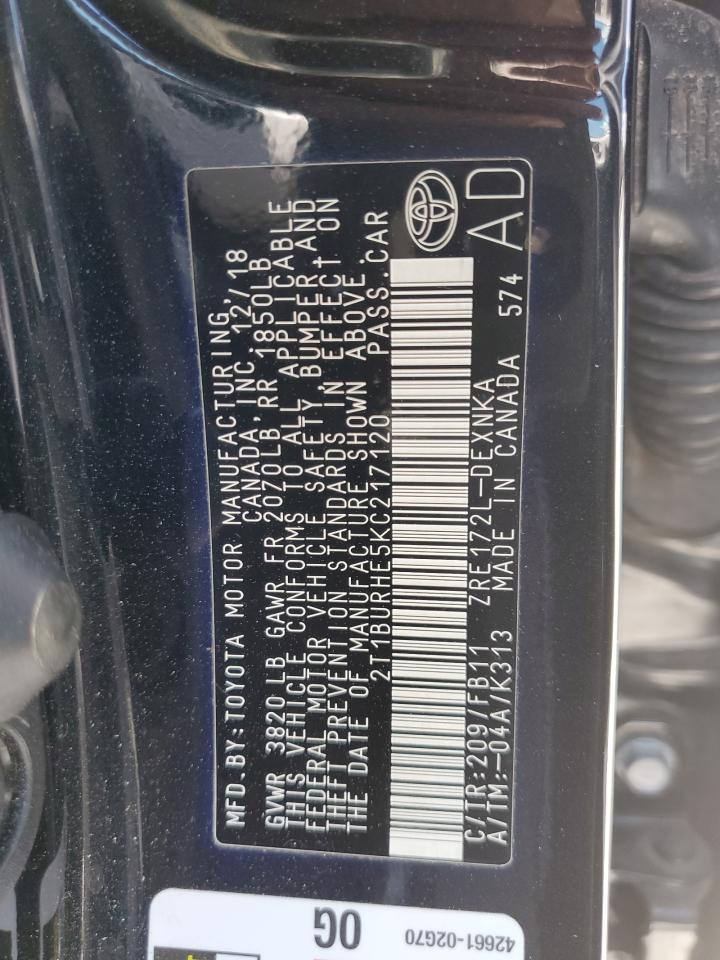 MFD.BY:TOYOTA MOTOR MANUFACTURING,
CANADA,INC. 12/18
GVWR 3820LB GAWR FR 2070LB RR 1850LB
THIS VEHICLE CONFORMS TO ALL APPLICABLE
FEDERAL MOTOR VEHICLE SAFETY, BUMPER,AND
THEFT PREVENTION STANDARDS IN EFFECT ON
THE DATE OF MANUFACTURE SHOWN ABOVE.
2T1BURHE5KC217120 PASS.CAR
C/TR:209/FB11 ZRE172L-DEXNKA
A/TM:-04A/K313 MADE IN CANADA 574
AD
OG
42661-02G70